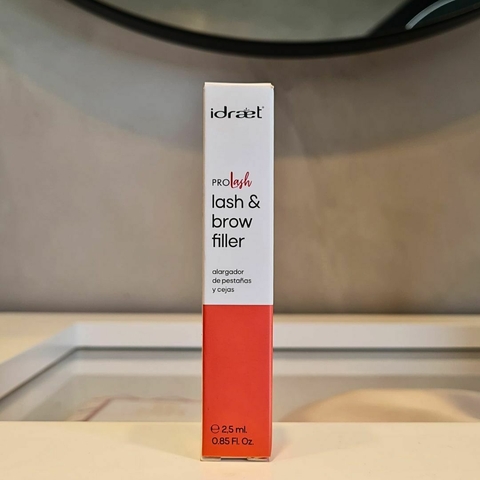 idraet
PROLash
lash &
brow
filler
alargador
de pestañas
y cejas
℮ 2,5 ml.
0.85 Fl. Oz.